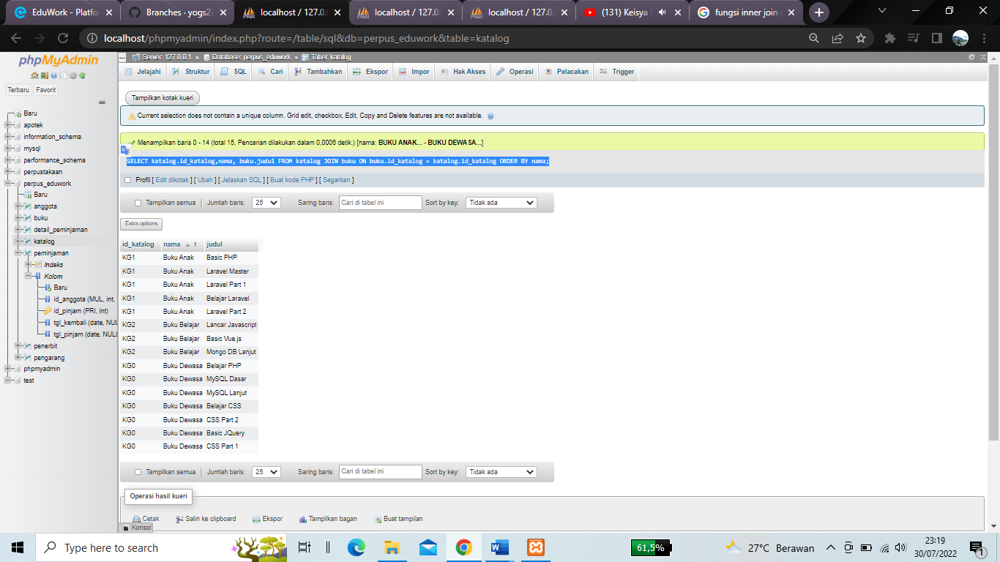 EduWork - Platfo
Branches · yogs22
localhost / 127.0.
localhost / 127.0.
localhost / 127.0.
(131) Keisya
fungsi inner join
localhost/phpmyadmin/index.php?route=/table/sql&db=perpus_eduwork&table=katalog
phpMyAdmin
Terbaru Favorit
Baru
apotek
information_schema
mysql
performance_schema
perpustakaan
perpus_eduwork
Baru
anggota
buku
detail_peminjaman
katalog
peminjaman
Indeks
Kolom
Baru
id_anggota (MUL, int,
id_pinjam (PRI, int)
tgl_kembali (date, NUL
tgl_pinjam (date, NULL
penerbit
pengarang
phpmyadmin
test
Server: 127.0.0.1 » Database: perpus_eduwork » Tabel: katalog
Jelajahi Struktur SQL Cari Tambahkan Ekspor Impor Hak Akses Operasi Pelacakan Trigger
Tampilkan kotak kueri
Current selection does not contain a unique column. Grid edit, checkbox, Edit, Copy and Delete features are not available.
Menampilkan baris 0 - 14 (total 15, Pencarian dilakukan dalam 0,0006 detik.) [nama: BUKU ANAK... - BUKU DEWASA...]
SELECT katalog.id_katalog,nama, buku.judul FROM katalog JOIN buku ON buku.id_katalog = katalog.id_katalog ORDER BY nama;
Profil [ Edit dikotak ] [ Ubah ] [ Jelaskan SQL ] [ Buat kode PHP ] [ Segarkan ]
Tampilkan semua Jumlah baris: 25 Saring baris: Cari di tabel ini Sort by key: Tidak ada
Extra options
id_katalog nama 1 judul
KG1 Buku Anak Basic PHP
KG1 Buku Anak Laravel Master
KG1 Buku Anak Laravel Part 1
KG1 Buku Anak Belajar Laravel
KG1 Buku Anak Laravel Part 2
KG2 Buku Belajar Lancar Javascript
KG2 Buku Belajar Basic Vue.js
KG2 Buku Belajar Mongo DB Lanjut
KG0 Buku Dewasa Belajar PHP
KG0 Buku Dewasa MySQL Dasar
KG0 Buku Dewasa MySQL Lanjut
KG0 Buku Dewasa Belajar CSS
KG0 Buku Dewasa CSS Part 2
KG0 Buku Dewasa Basic JQuery
KG0 Buku Dewasa CSS Part 1
Tampilkan semua Jumlah baris: 25 Saring baris: Cari di tabel ini Sort by key: Tidak ada
Operasi hasil kueri
Cetak Salin ke clipboard Ekspor Tampilkan bagan Buat tampilan
Konsol
Type here to search
61,5%
27°C Berawan
23:19
30/07/2022
1